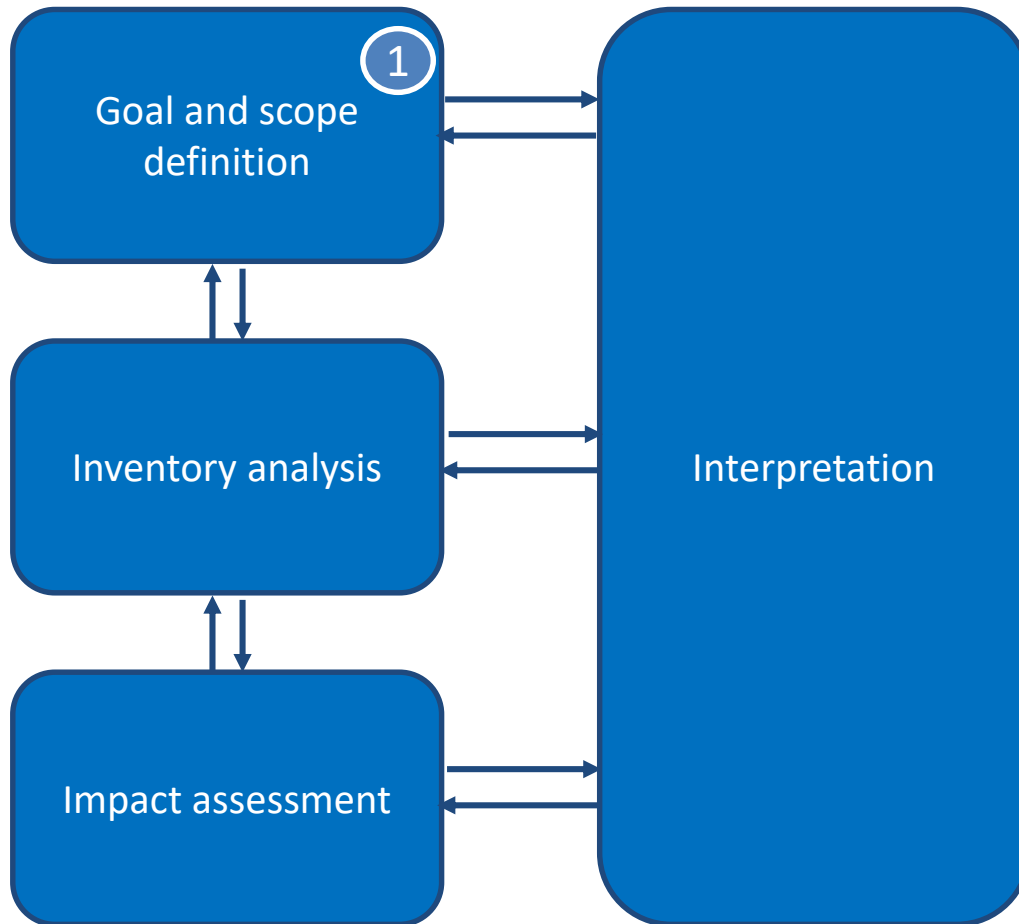 1
Goal and scope
definition
Inventory analysis
Interpretation
Impact assessment